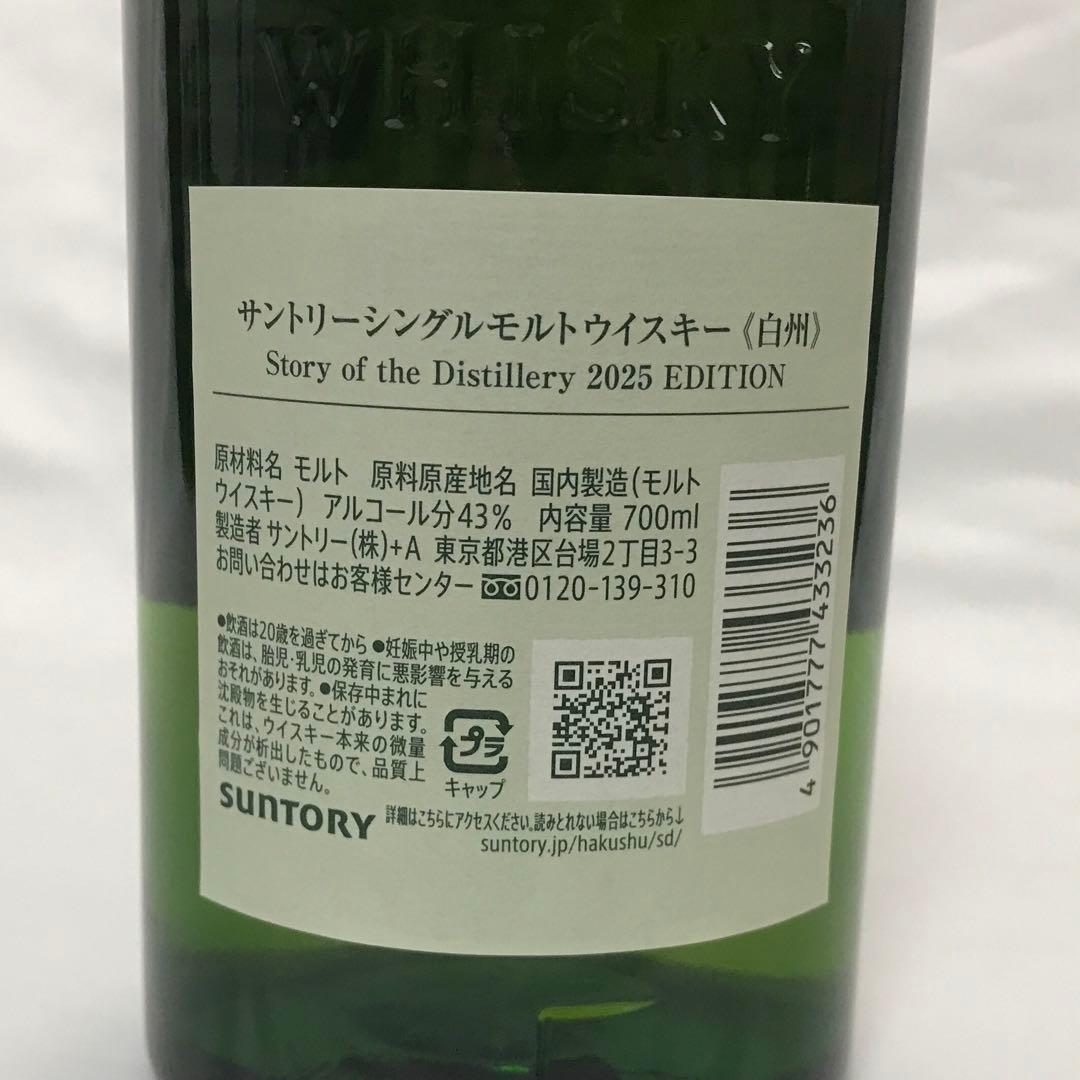 WHISKY
サントリーシングルモルトウイスキー《白州》
Story of the Distillery 2025 EDITION
原材料名 モルト 原料原産地名 国内製造(モルト
ウイスキー) アルコール分43% 内容量 700ml
製造者 サントリー(株)+A 東京都港区台場2丁目3-3
お問い合わせはお客様センター 0120-139-310
●飲酒は20歳を過ぎてから ●妊娠中や授乳期の
飲酒は、胎児・乳児の発育に悪影響を与える
おそれがあります。●保存中まれに
沈殿物を生じることがあります。
これは、ウイスキー本来の微量
成分が析出したもので、品質上
問題ございません。
プラ
キャップ
SUNTORY
詳細はこちらにアクセスください。読みとれない場合はこちらから↓
suntory.jp/hakushu/sd/
4 901777 433236